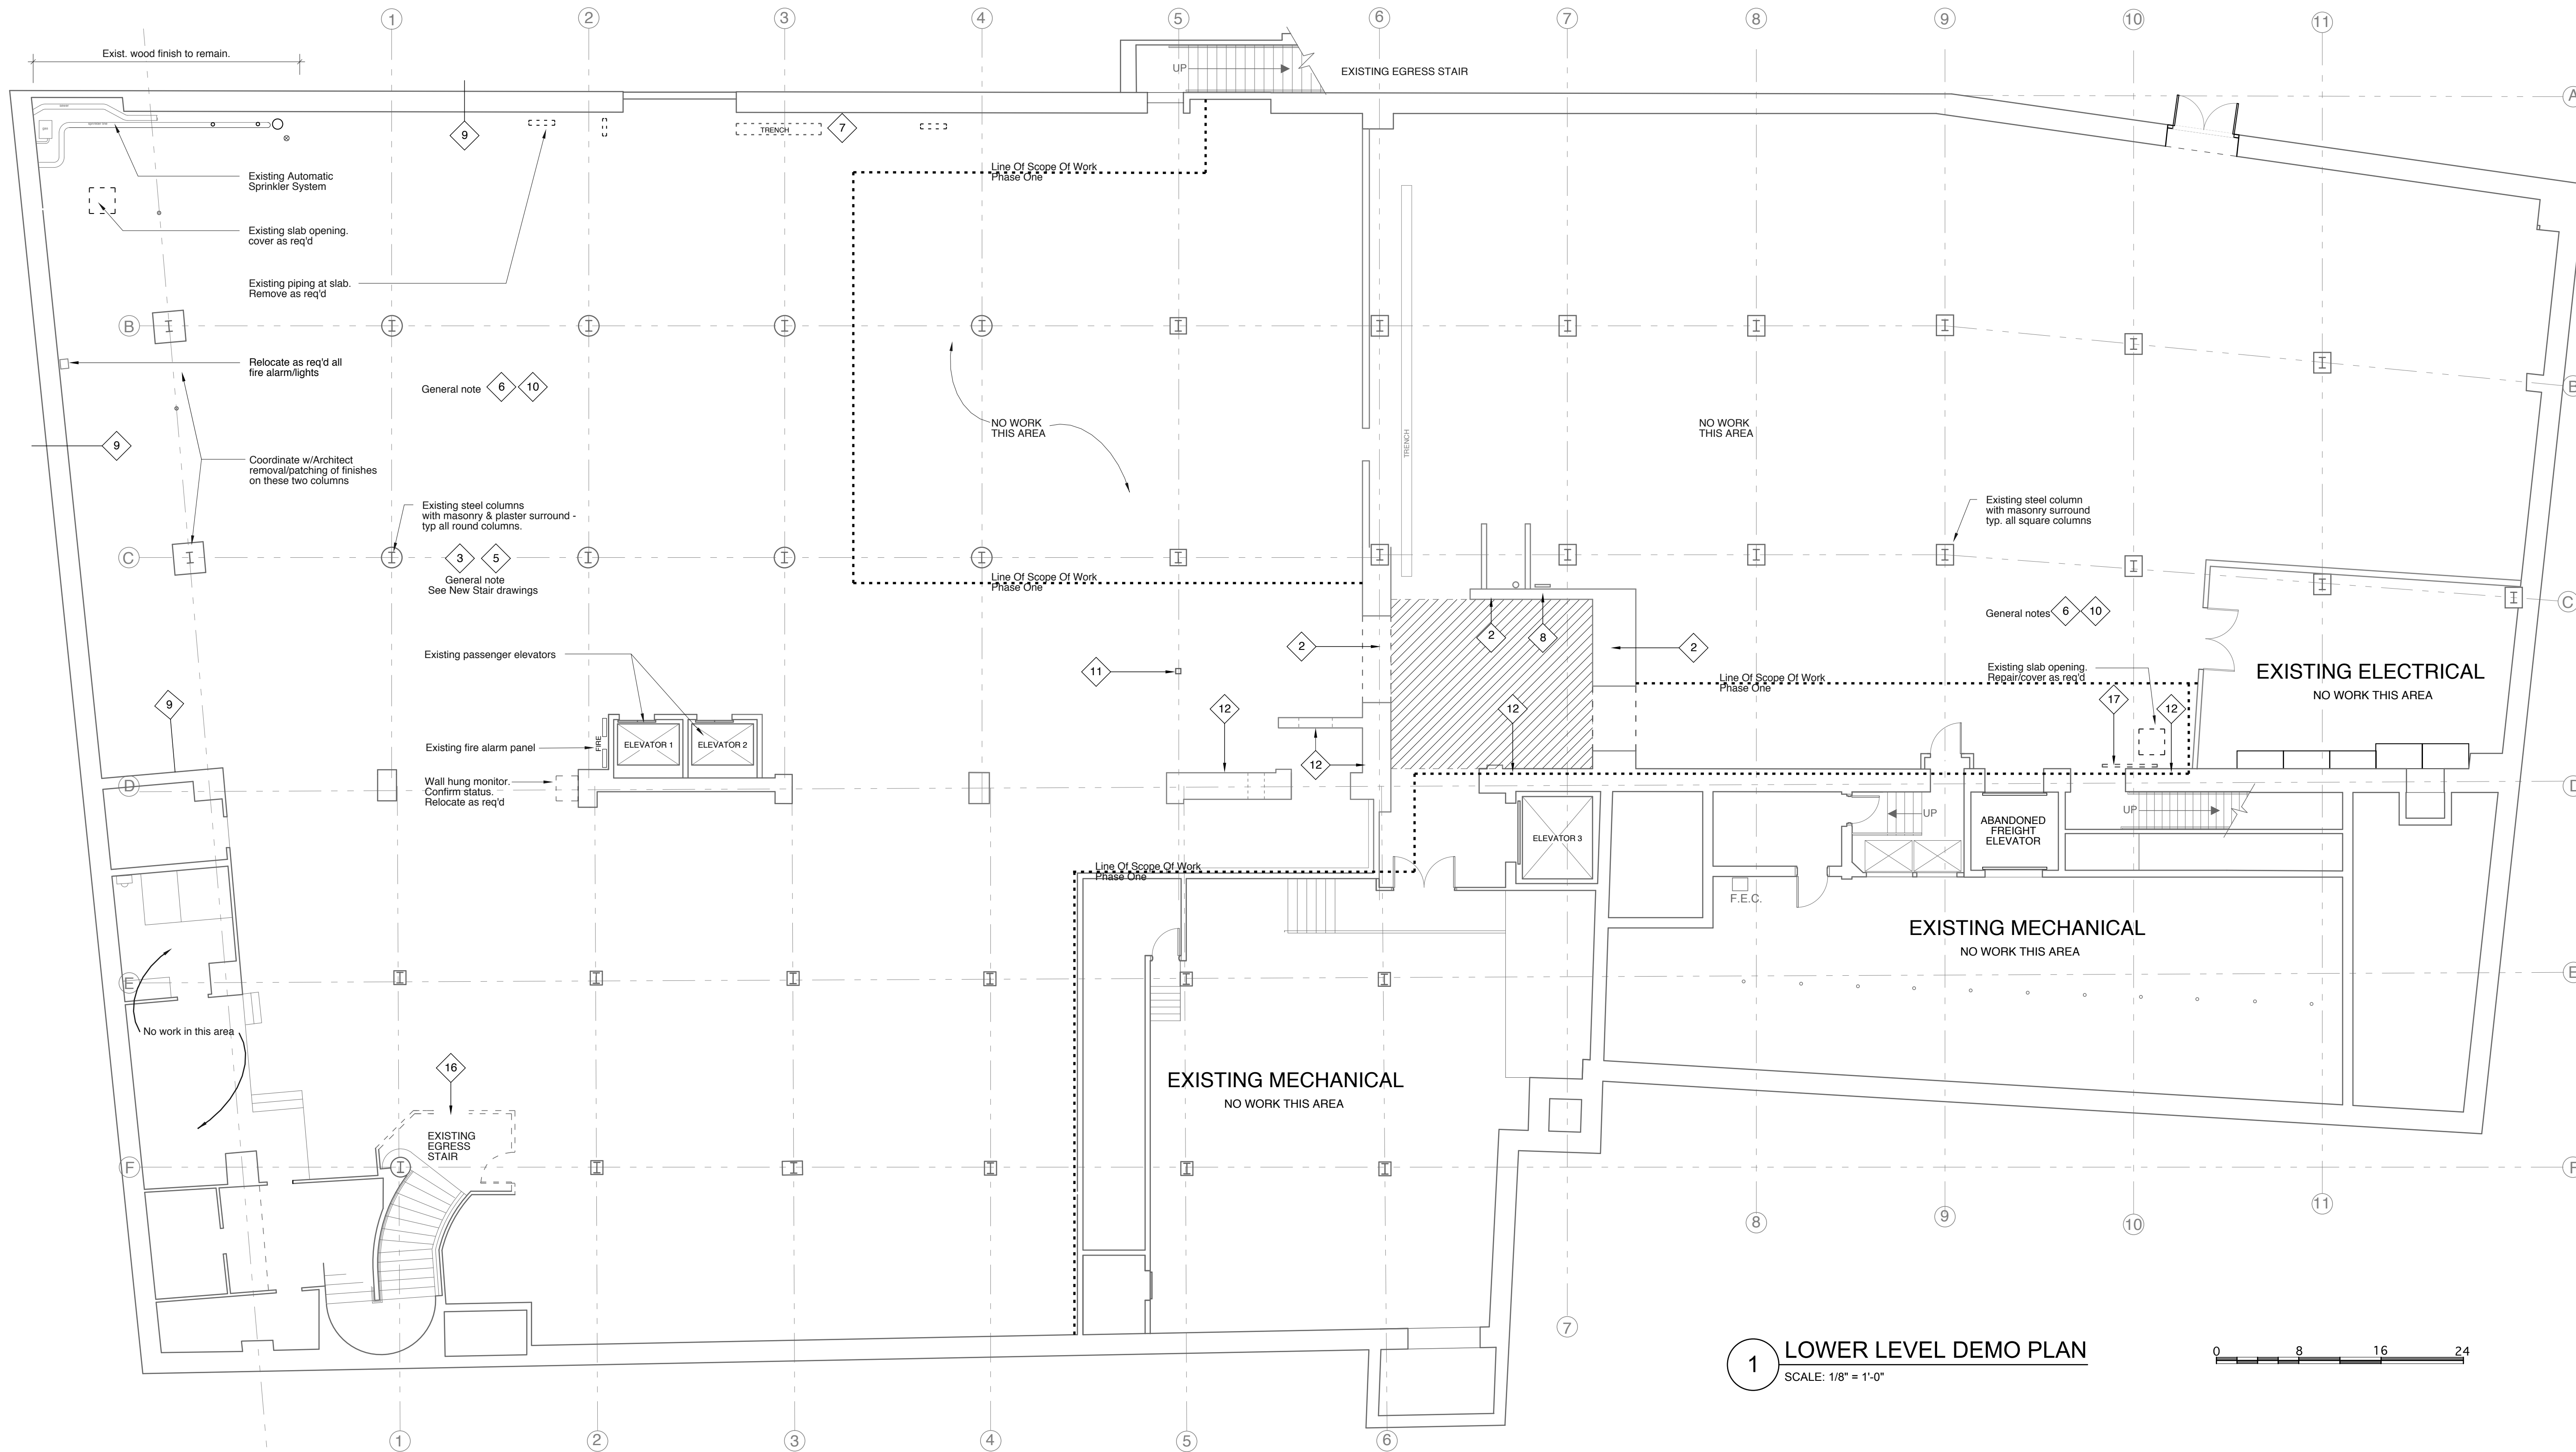 1
2
3
4
5
6
7
8
9
10
11
Exist. wood finish to remain.
UP
EXISTING EGRESS STAIR
A
9
TRENCH
7
Existing Automatic
Sprinkler System
Line Of Scope Of Work
Phase One
Existing slab opening.
cover as req'd
Existing piping at slab.
Remove as req'd
B
Relocate as req'd all
fire alarm/lights
General note
6
10
B
NO WORK
THIS AREA
NO WORK
THIS AREA
TRENCH
9
Coordinate w/Architect
removal/patching of finishes
on these two columns
Existing steel columns
with masonry & plaster surround -
typ all round columns.
Existing steel column
with masonry surround
typ. all square columns
C
3
5
General note
See New Stair drawings
Line Of Scope Of Work
Phase One
C
General notes
6
10
2
8
2
2
Existing passenger elevators
11
Line Of Scope Of Work
Phase One
Existing slab opening.
Repair/cover as req'd
EXISTING ELECTRICAL
NO WORK THIS AREA
9
12
12
17
12
Existing fire alarm panel
FIRE
ELEVATOR 1
ELEVATOR 2
12
D
Wall hung monitor.
Confirm status.
Relocate as req'd
D
UP
UP
ELEVATOR 3
ABANDONED
FREIGHT
ELEVATOR
Line Of Scope Of Work
Phase One
F.E.C.
EXISTING MECHANICAL
NO WORK THIS AREA
E
E
No work in this area
16
EXISTING MECHANICAL
NO WORK THIS AREA
EXISTING
EGRESS
STAIR
F
F
8
9
10
11
7
1
LOWER LEVEL DEMO PLAN
SCALE: 1/8" = 1'-0"
0
8
16
24
1
2
3
4
5
6